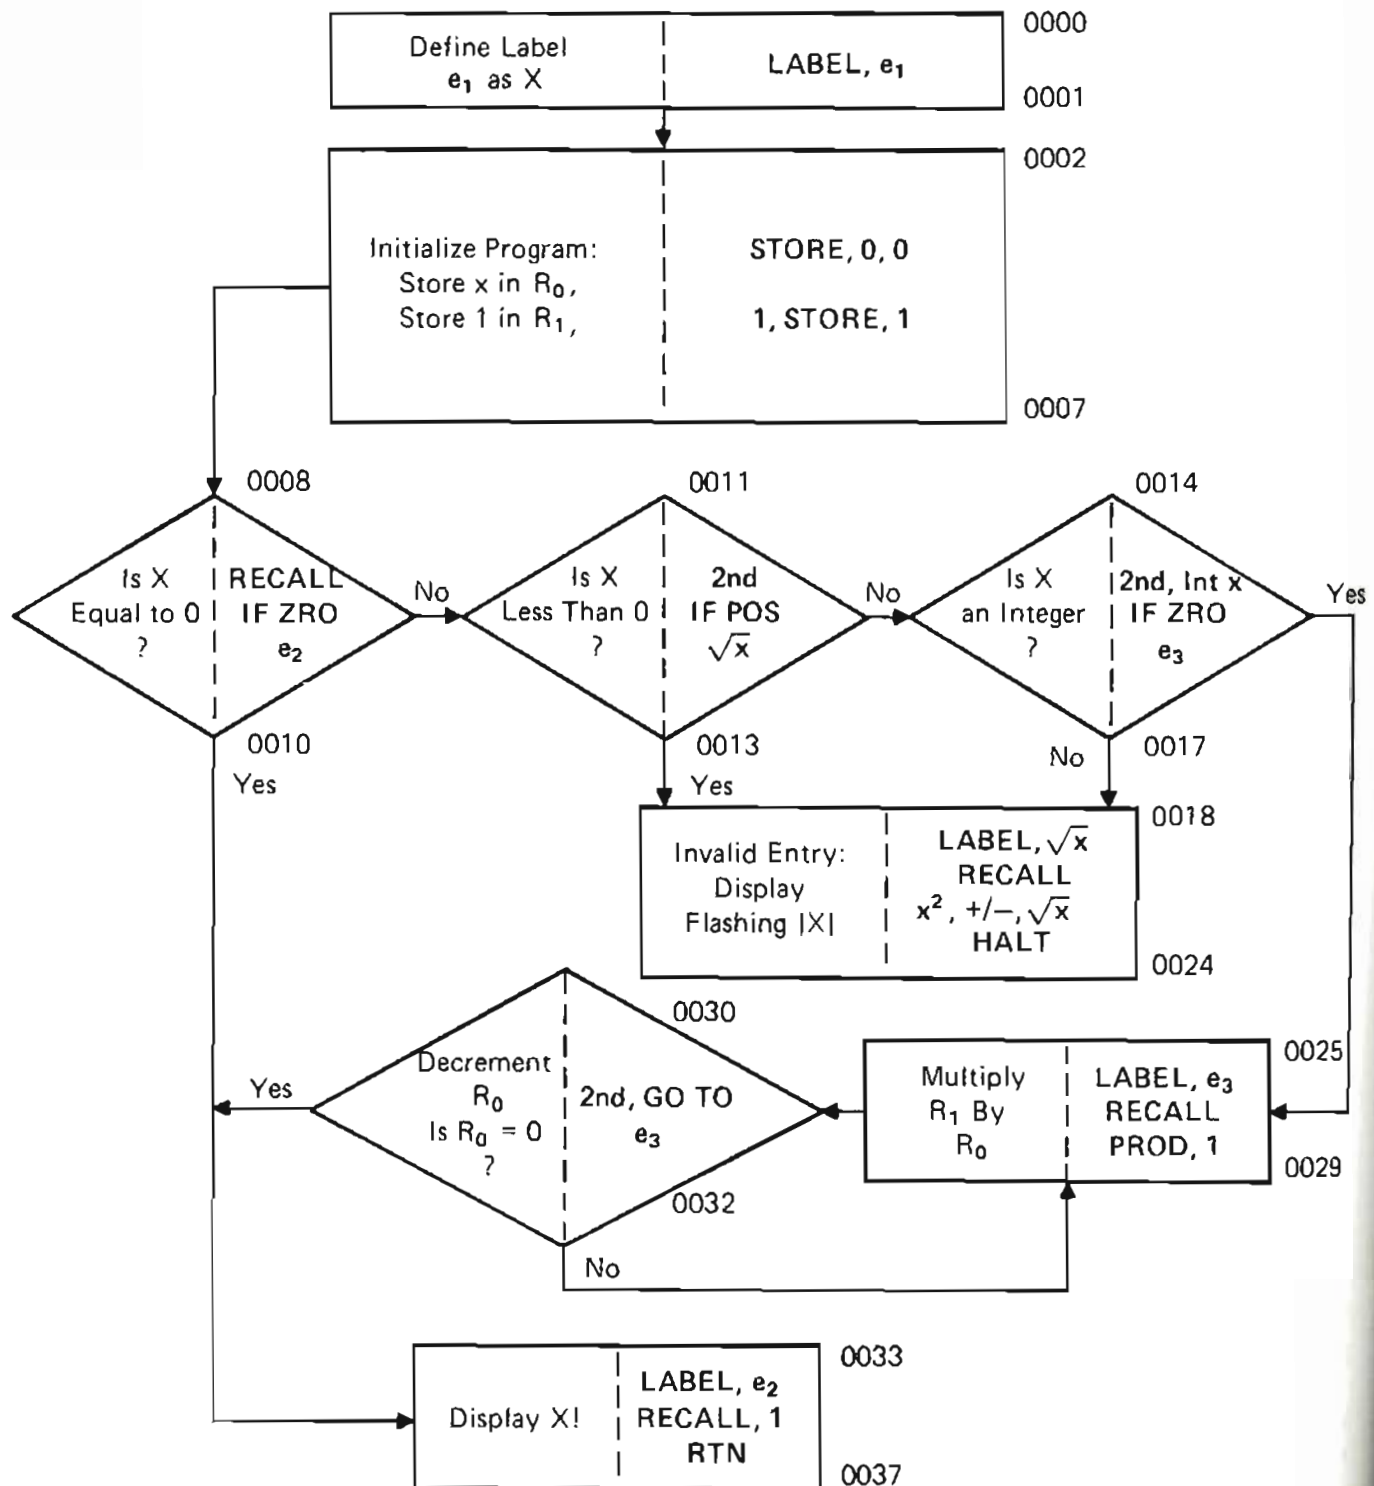 0000
Define Label
e₁ as X
LABEL, e₁
0001
0002
Initialize Program:
Store x in R₀,
Store 1 in R₁,
STORE, 0, 0
1, STORE, 1
0007
0008
Is X
Equal to 0
?
RECALL
IF ZRO
e₂
0010
Yes
No
0011
Is X
Less Than 0
?
2nd
IF POS
√x
0013
Yes
No
0014
Is X
an Integer
?
2nd, Int x
IF ZRO
e₃
0017
No
Yes
0018
Invalid Entry:
Display
Flashing |X|
LABEL, √x
RECALL
x², +/−, √x
HALT
0024
0025
Multiply
R₁ By
R₀
LABEL, e₃
RECALL
PROD, 1
0029
0030
Decrement
R₀
Is R₀ = 0
?
2nd, GO TO
e₃
0032
Yes
No
0033
Display X!
LABEL, e₂
RECALL, 1
RTN
0037